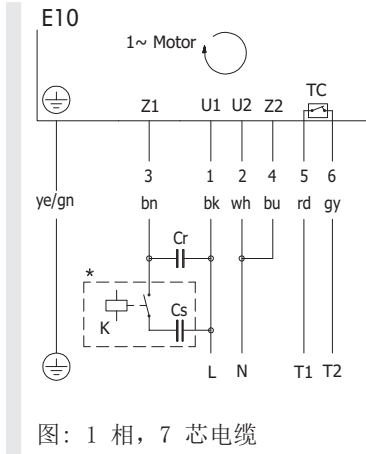 E10
1~ Motor
TC
Z1 U1 U2 Z2
3 1 2 4 5 6
ye/gn bn bk wh bu rd gy
Cr
*
Cs
K
L N T1 T2
图: 1 相, 7 芯电缆